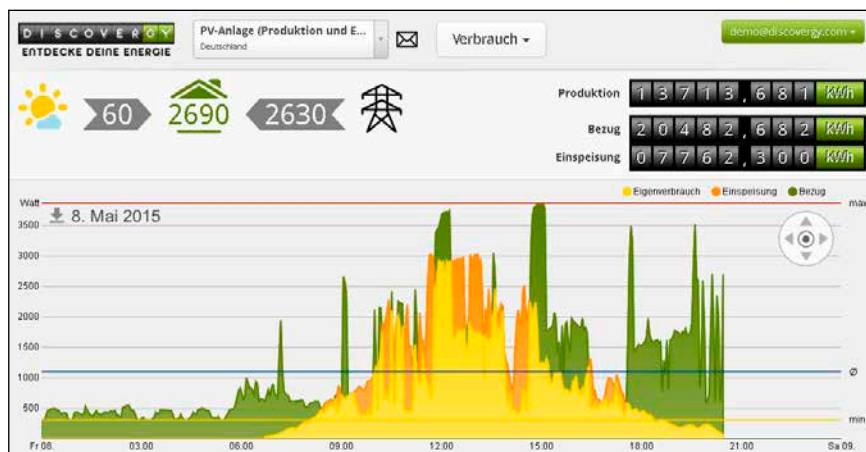 DISCOVERGY
ENTDECKE DEINE ENERGIE
PV-Anlage (Produktion und E...
Deutschland
Verbrauch
demo@discovergy.com
60
2690
2630
Produktion 13713,681 kWh
Bezug 20482,682 kWh
Einspeisung 07762,300 kWh
Eigenverbrauch Einspeisung Bezug
Watt
8. Mai 2015
max
3500
3000
2500
2000
1500
1000
Ø
500
min
Fr 08. 03:00 06:00 09:00 12:00 15:00 18:00 21:00 Sa 09.